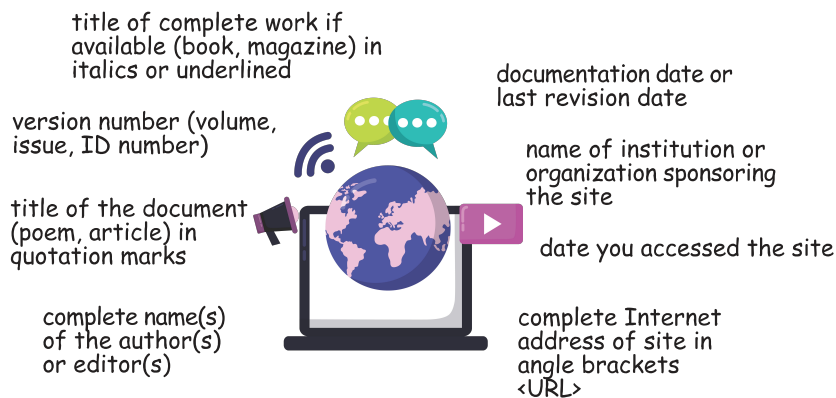 title of complete work if
available (book, magazine) in
italics or underlined
version number (volume,
issue, ID number)
title of the document
(poem, article) in
quotation marks
complete name(s)
of the author(s)
or editor(s)
documentation date or
last revision date
name of institution or
organization sponsoring
the site
date you accessed the site
complete Internet
address of site in
angle brackets
<URL>